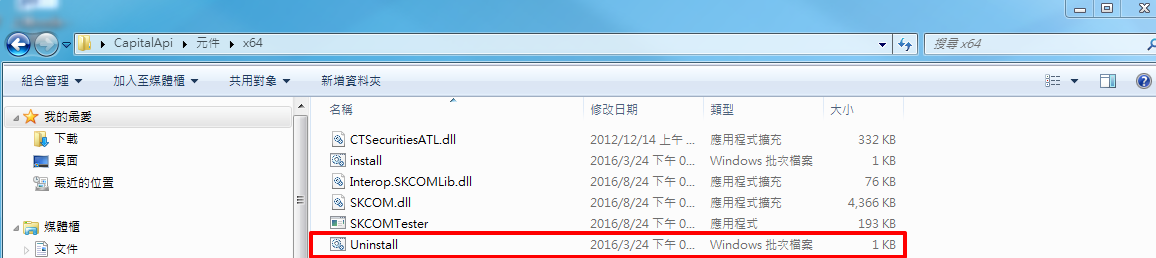 CapitalApi ▸ 元件 ▸ x64
搜尋 x64
組合管理 加入至媒體櫃 共用對象 新增資料夾
我的最愛
下載
桌面
最近的位置
媒體櫃
文件
名稱 修改日期 類型 大小
CTSecuritiesATL.dll 2012/12/14 上午 ... 應用程式擴充 332 KB
install 2016/3/24 下午 0... Windows 批次檔案 1 KB
Interop.SKCOMLib.dll 2016/8/24 下午 0... 應用程式擴充 76 KB
SKCOM.dll 2016/8/24 下午 0... 應用程式擴充 4,366 KB
SKCOMTester 2016/8/24 下午 0... 應用程式 193 KB
Uninstall 2016/3/24 下午 0... Windows 批次檔案 1 KB